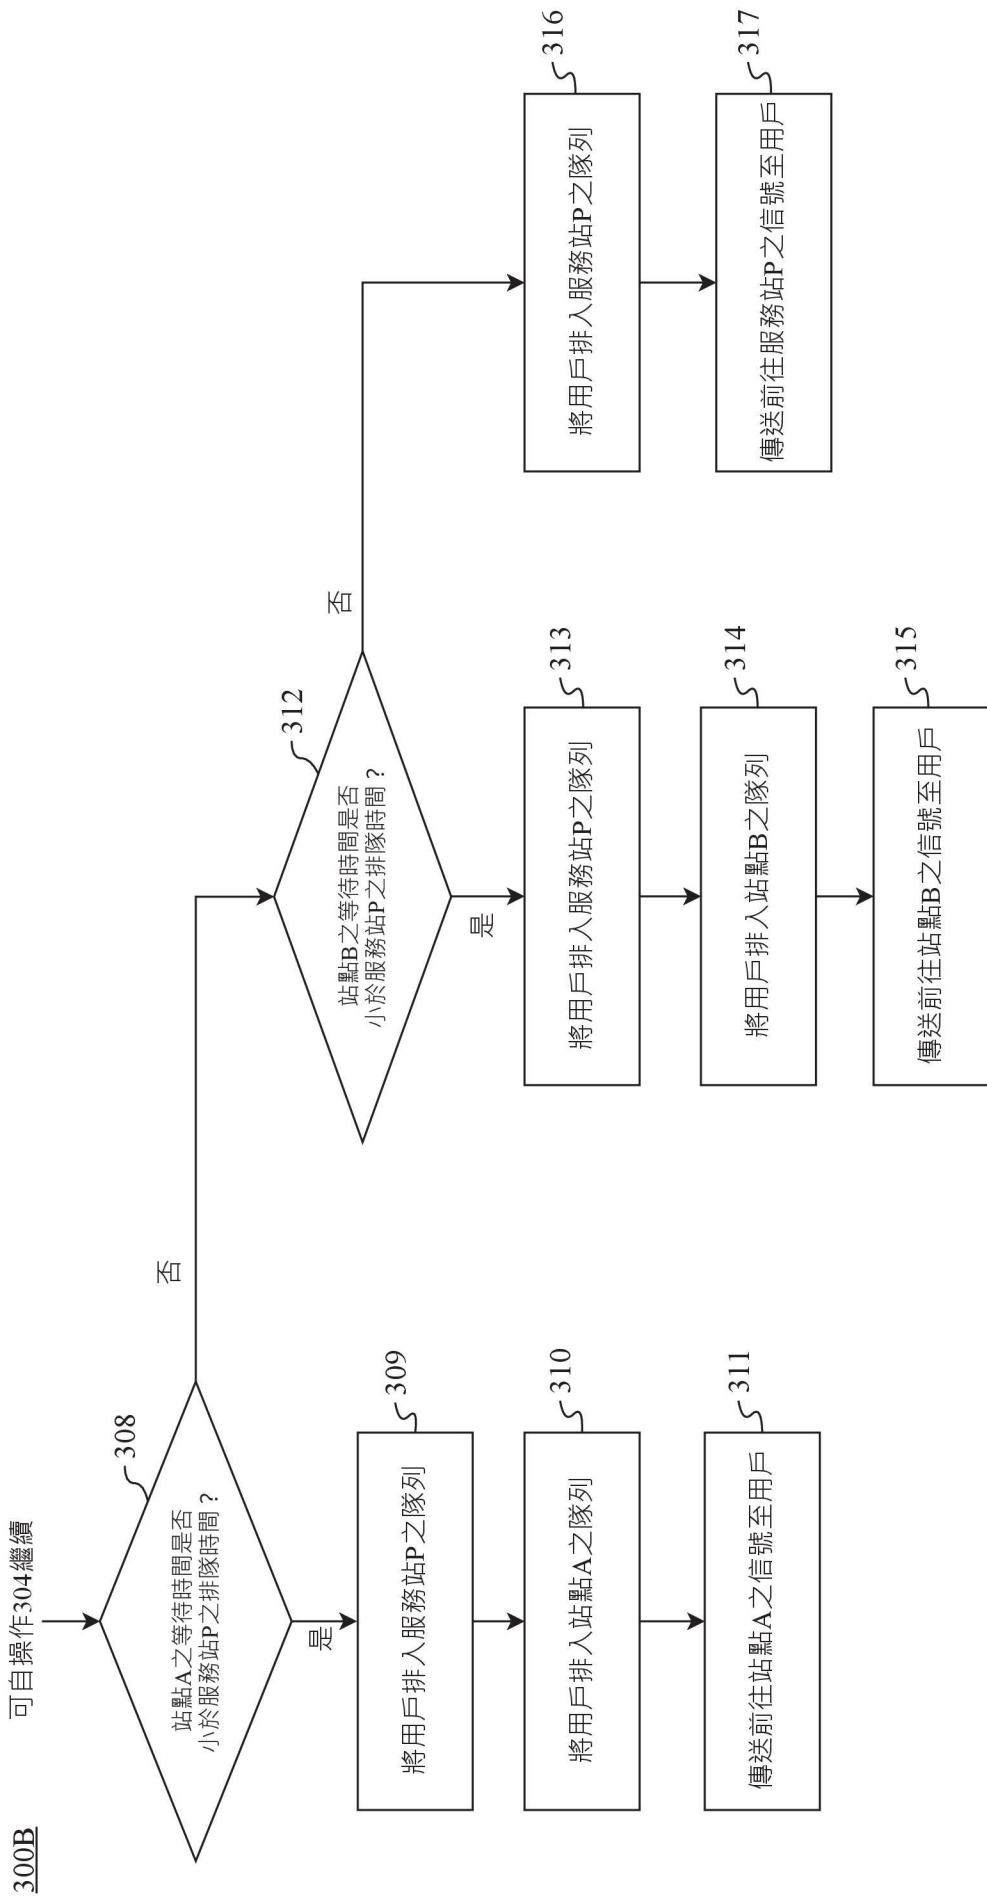 300B
可自操作304繼續
308
站點A之等待時間是否
小於服務站P之排隊時間？
是
否
309
將用戶排入服務站P之隊列
310
將用戶排入站點A之隊列
311
傳送前往站點A之信號至用戶
312
站點B之等待時間是否
小於服務站P之排隊時間？
是
否
313
將用戶排入服務站P之隊列
314
將用戶排入站點B之隊列
315
傳送前往站點B之信號至用戶
316
將用戶排入服務站P之隊列
317
傳送前往服務站P之信號至用戶